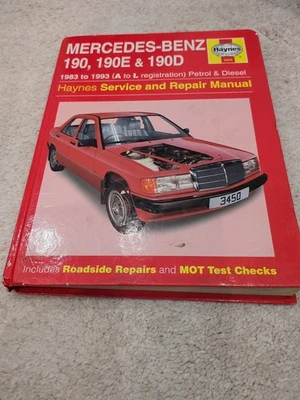 MERCEDES-BENZ
190, 190E & 190D
Haynes
1983 to 1993 (A to L registration) Petrol & Diesel
Haynes Service and Repair Manual
3450
Includes Roadside Repairs and MOT Test Checks